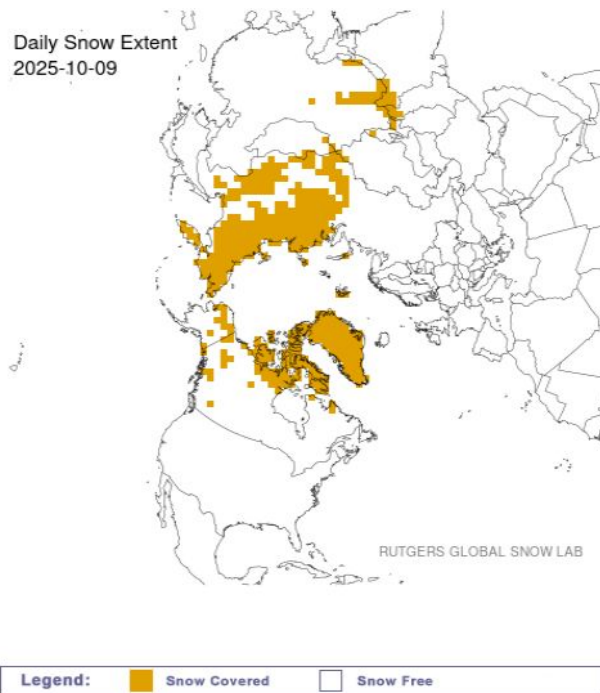 Daily Snow Extent
2025-10-09
RUTGERS GLOBAL SNOW LAB
Legend: Snow Covered Snow Free